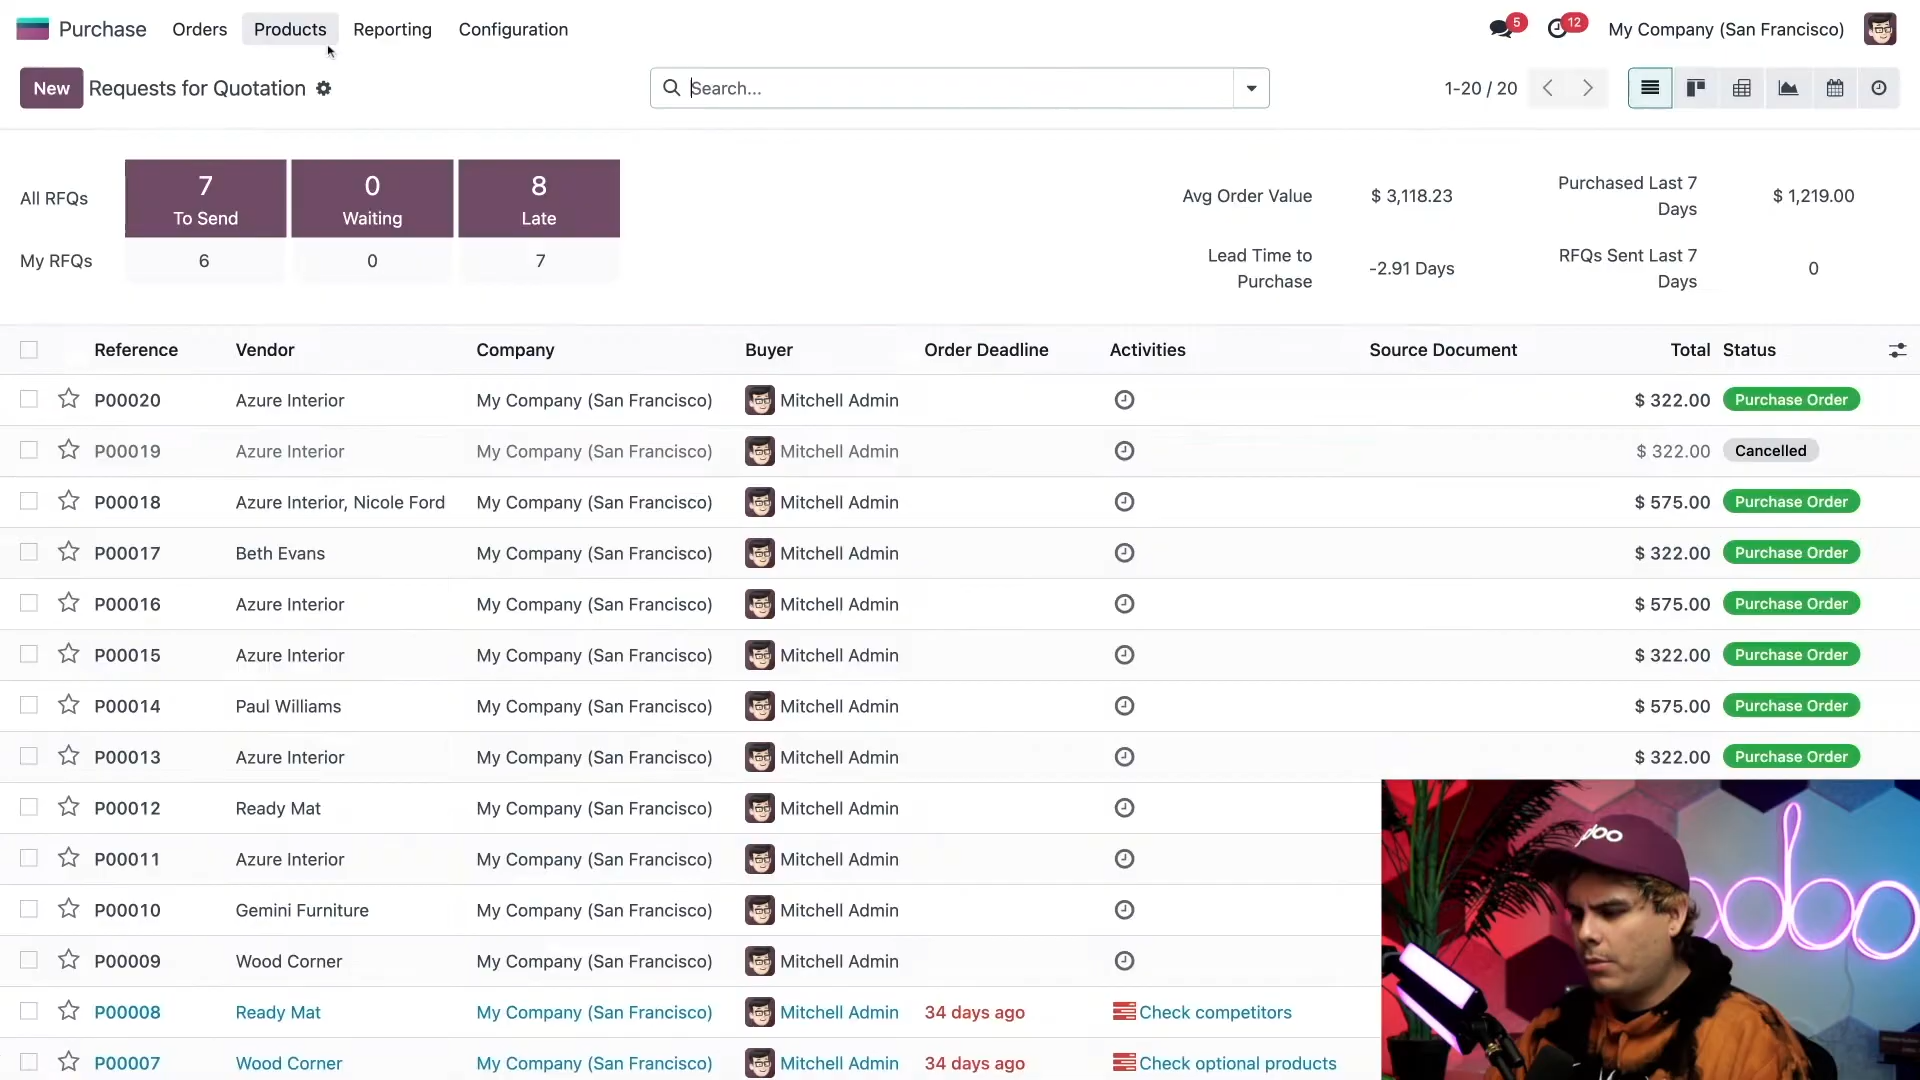 Purchase Orders Products Reporting Configuration 5 12 My Company (San Francisco)
New Requests for Quotation Search... 1-20 / 20
All RFQs 7 To Send 0 Waiting 8 Late
My RFQs 6 0 7
Avg Order Value $ 3,118.23 Purchased Last 7 Days $ 1,219.00
Lead Time to Purchase -2.91 Days RFQs Sent Last 7 Days 0
Reference Vendor Company Buyer Order Deadline Activities Source Document Total Status
P00020 Azure Interior My Company (San Francisco) Mitchell Admin $ 322.00 Purchase Order
P00019 Azure Interior My Company (San Francisco) Mitchell Admin $ 322.00 Cancelled
P00018 Azure Interior, Nicole Ford My Company (San Francisco) Mitchell Admin $ 575.00 Purchase Order
P00017 Beth Evans My Company (San Francisco) Mitchell Admin $ 322.00 Purchase Order
P00016 Azure Interior My Company (San Francisco) Mitchell Admin $ 575.00 Purchase Order
P00015 Azure Interior My Company (San Francisco) Mitchell Admin $ 322.00 Purchase Order
P00014 Paul Williams My Company (San Francisco) Mitchell Admin $ 575.00 Purchase Order
P00013 Azure Interior My Company (San Francisco) Mitchell Admin $ 322.00 Purchase Order
P00012 Ready Mat My Company (San Francisco) Mitchell Admin
P00011 Azure Interior My Company (San Francisco) Mitchell Admin
P00010 Gemini Furniture My Company (San Francisco) Mitchell Admin
P00009 Wood Corner My Company (San Francisco) Mitchell Admin
P00008 Ready Mat My Company (San Francisco) Mitchell Admin 34 days ago Check competitors
P00007 Wood Corner My Company (San Francisco) Mitchell Admin 34 days ago Check optional products
odoo